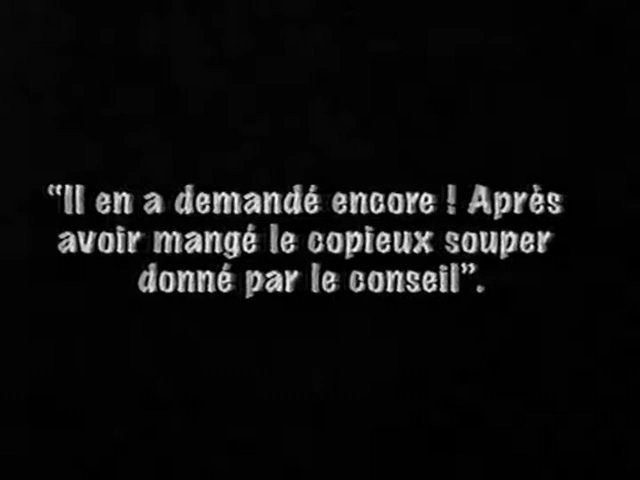 “Il en a demandé encore ! Après
avoir mangé le copieux souper
donné par le conseil”.